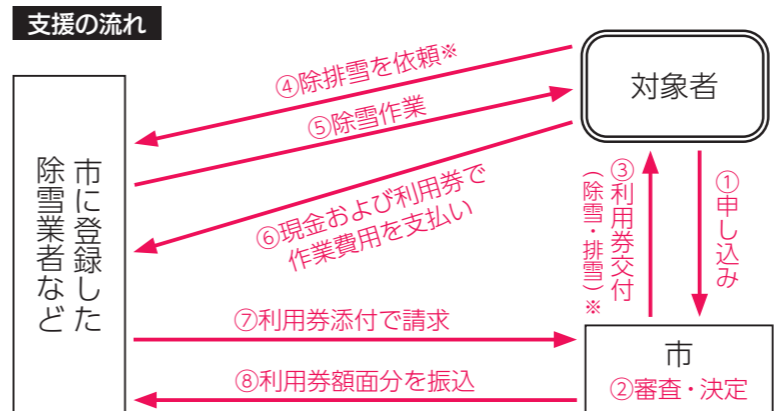 支援の流れ
対象者
④除排雪を依頼※
⑤除雪作業
⑥現金および利用券で
作業費用を支払い
市に登録した
除雪業者など
①申し込み
③利用券交付
(除雪・排雪)※
⑦利用券添付で請求
⑧利用券額面分を振込
市
②審査・決定